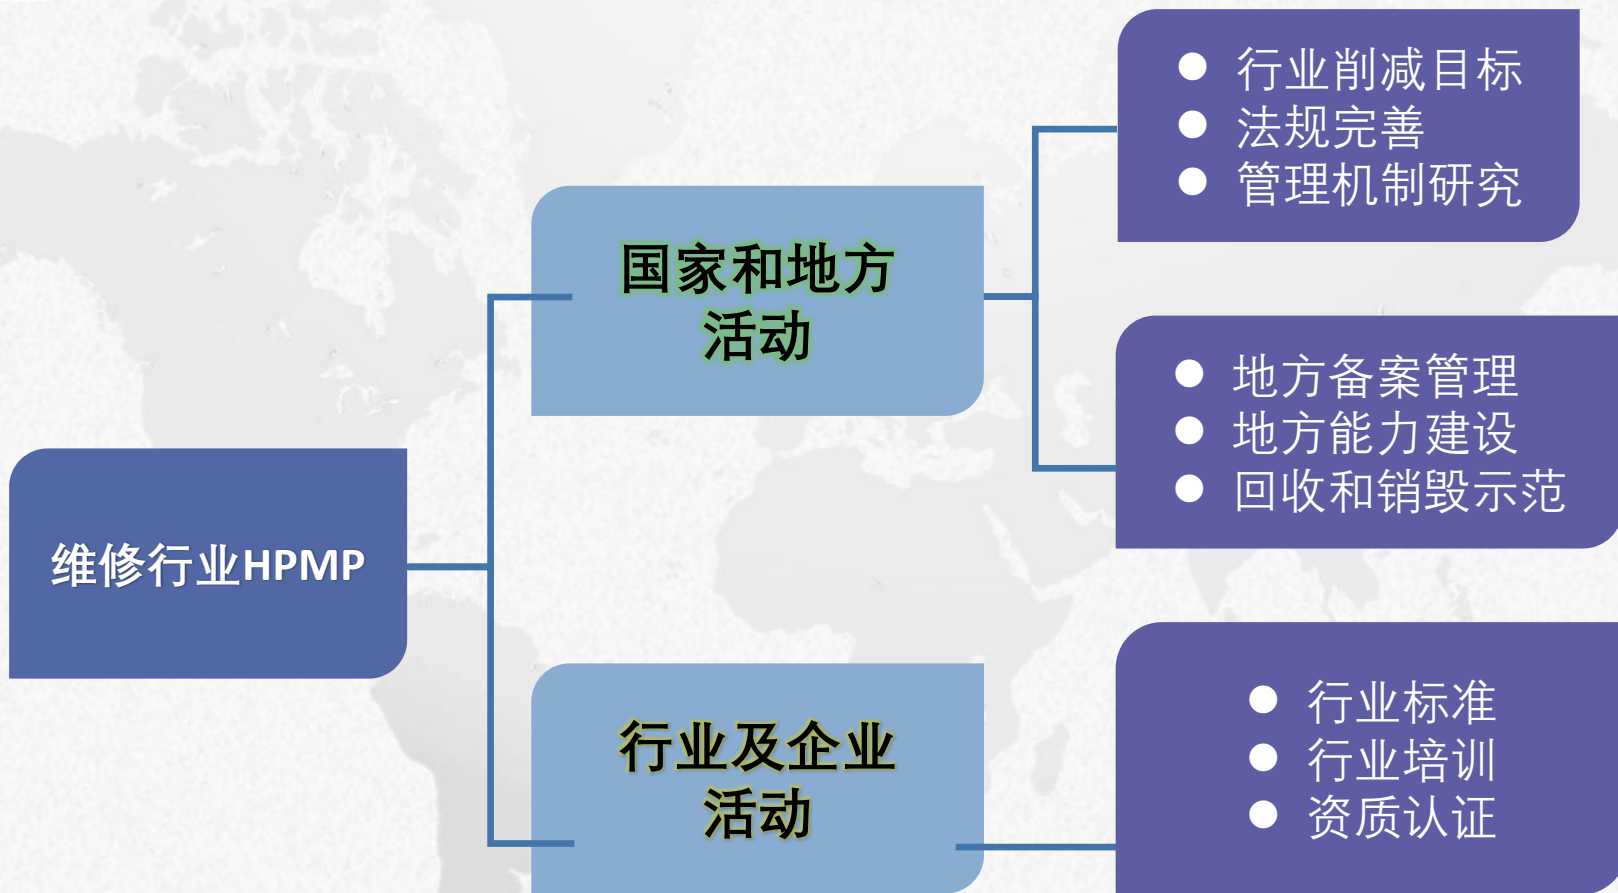 维修行业HPMP
国家和地方
活动
行业削减目标
法规完善
管理机制研究
地方备案管理
地方能力建设
回收和销毁示范
行业及企业
活动
行业标准
行业培训
资质认证